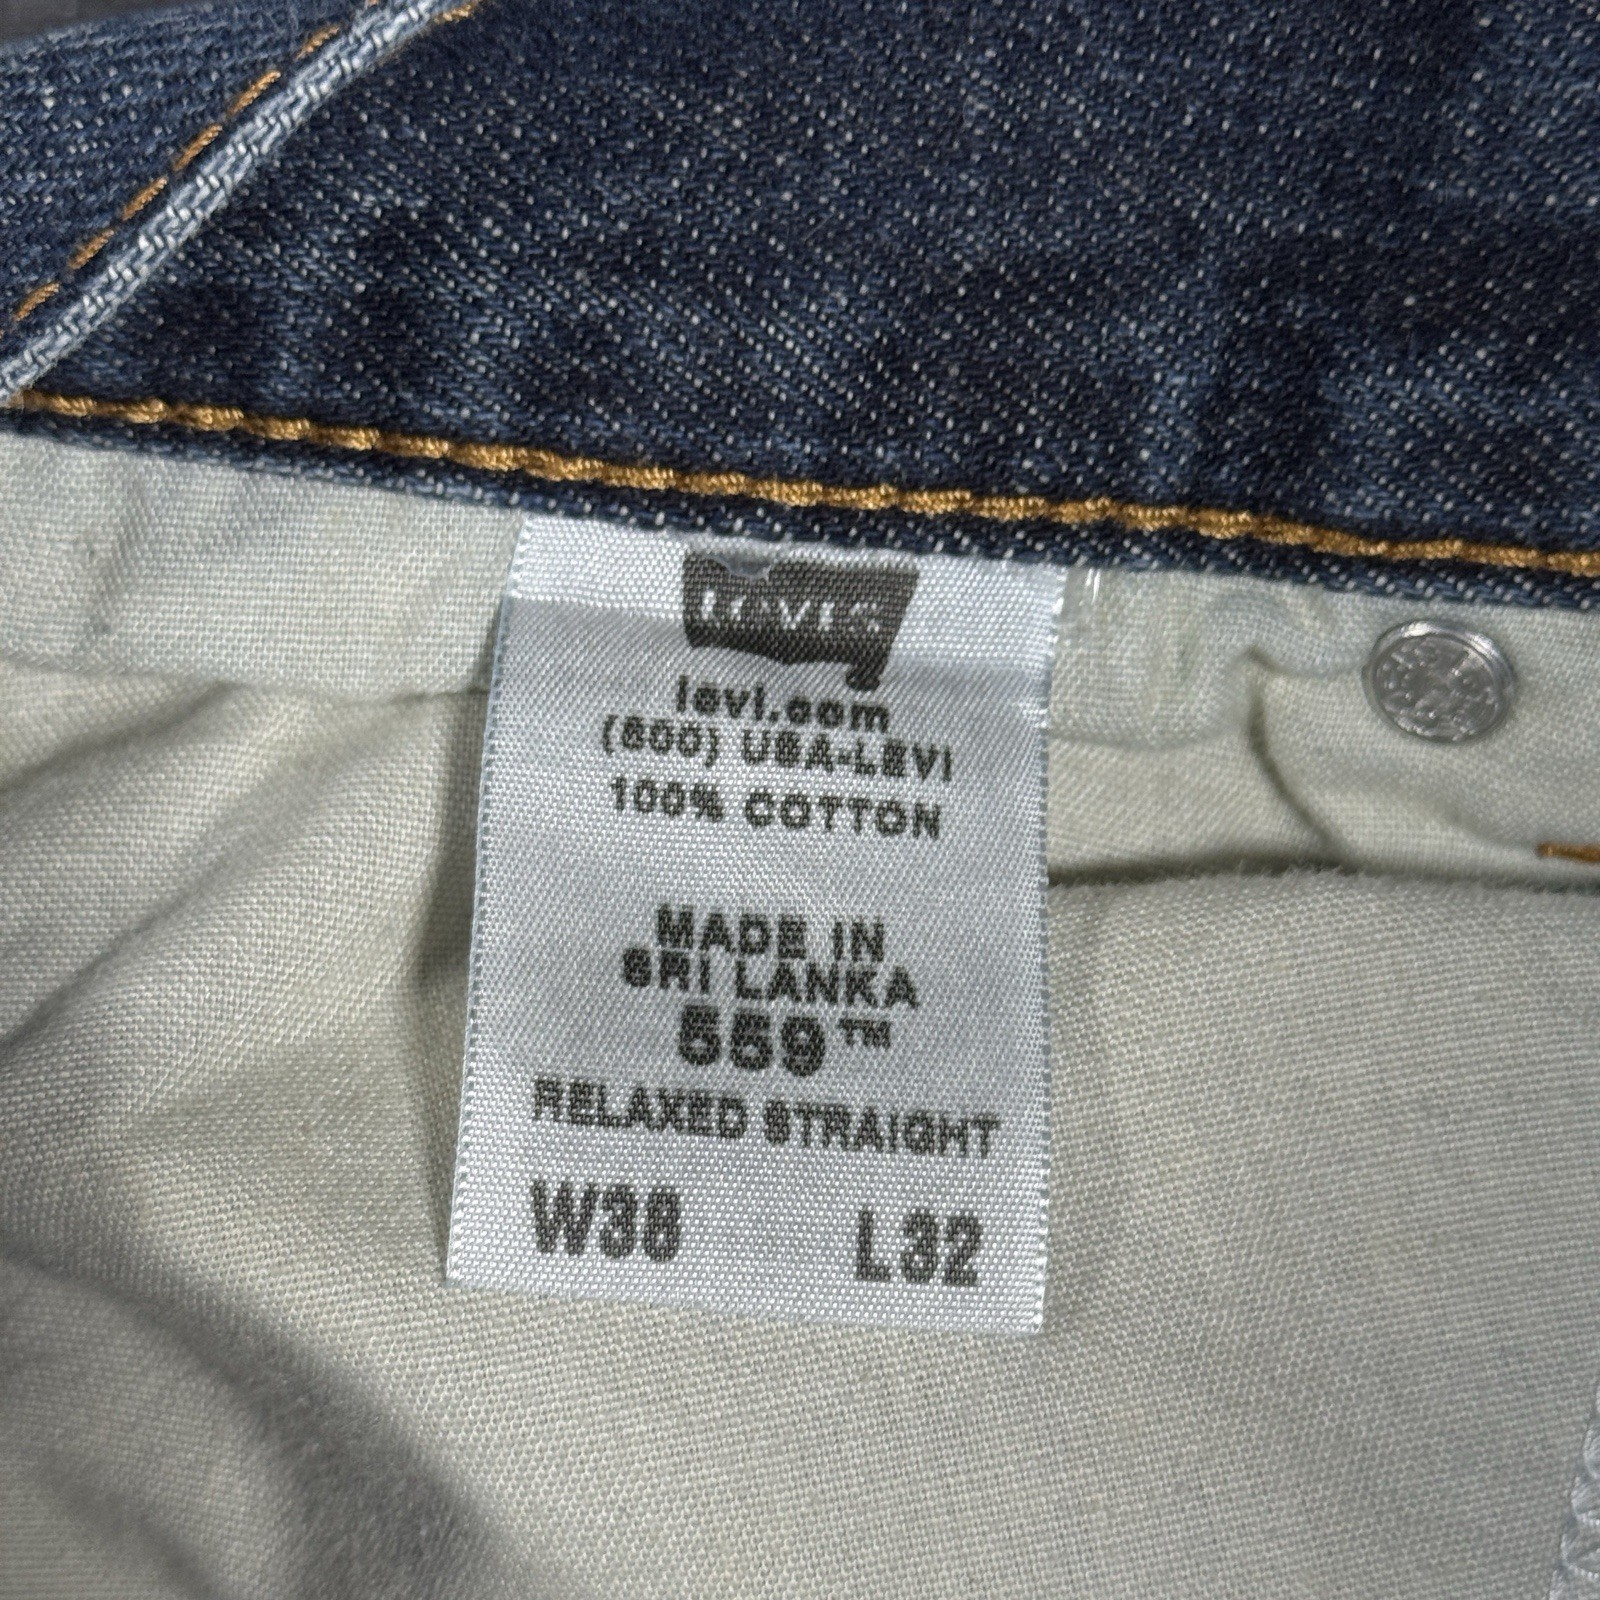 LEVI'S
levi.com
(800) USA-LEVI
100% COTTON
MADE IN
SRI LANKA
559™
RELAXED STRAIGHT
W38 L32